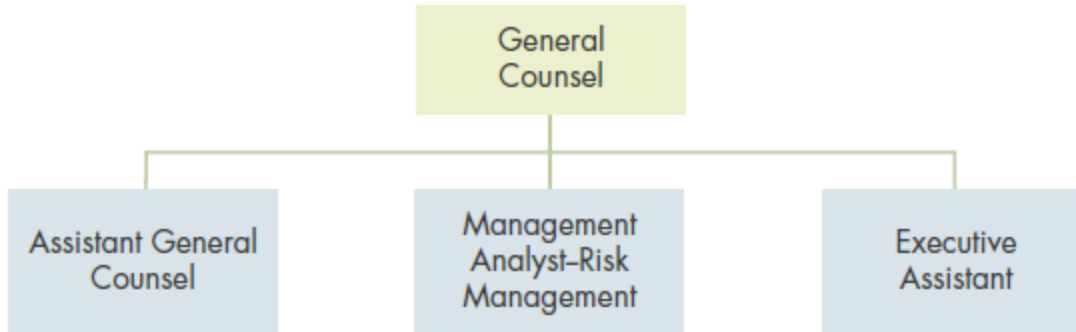 General
Counsel
Assistant General
Counsel
Management
Analyst–Risk
Management
Executive
Assistant